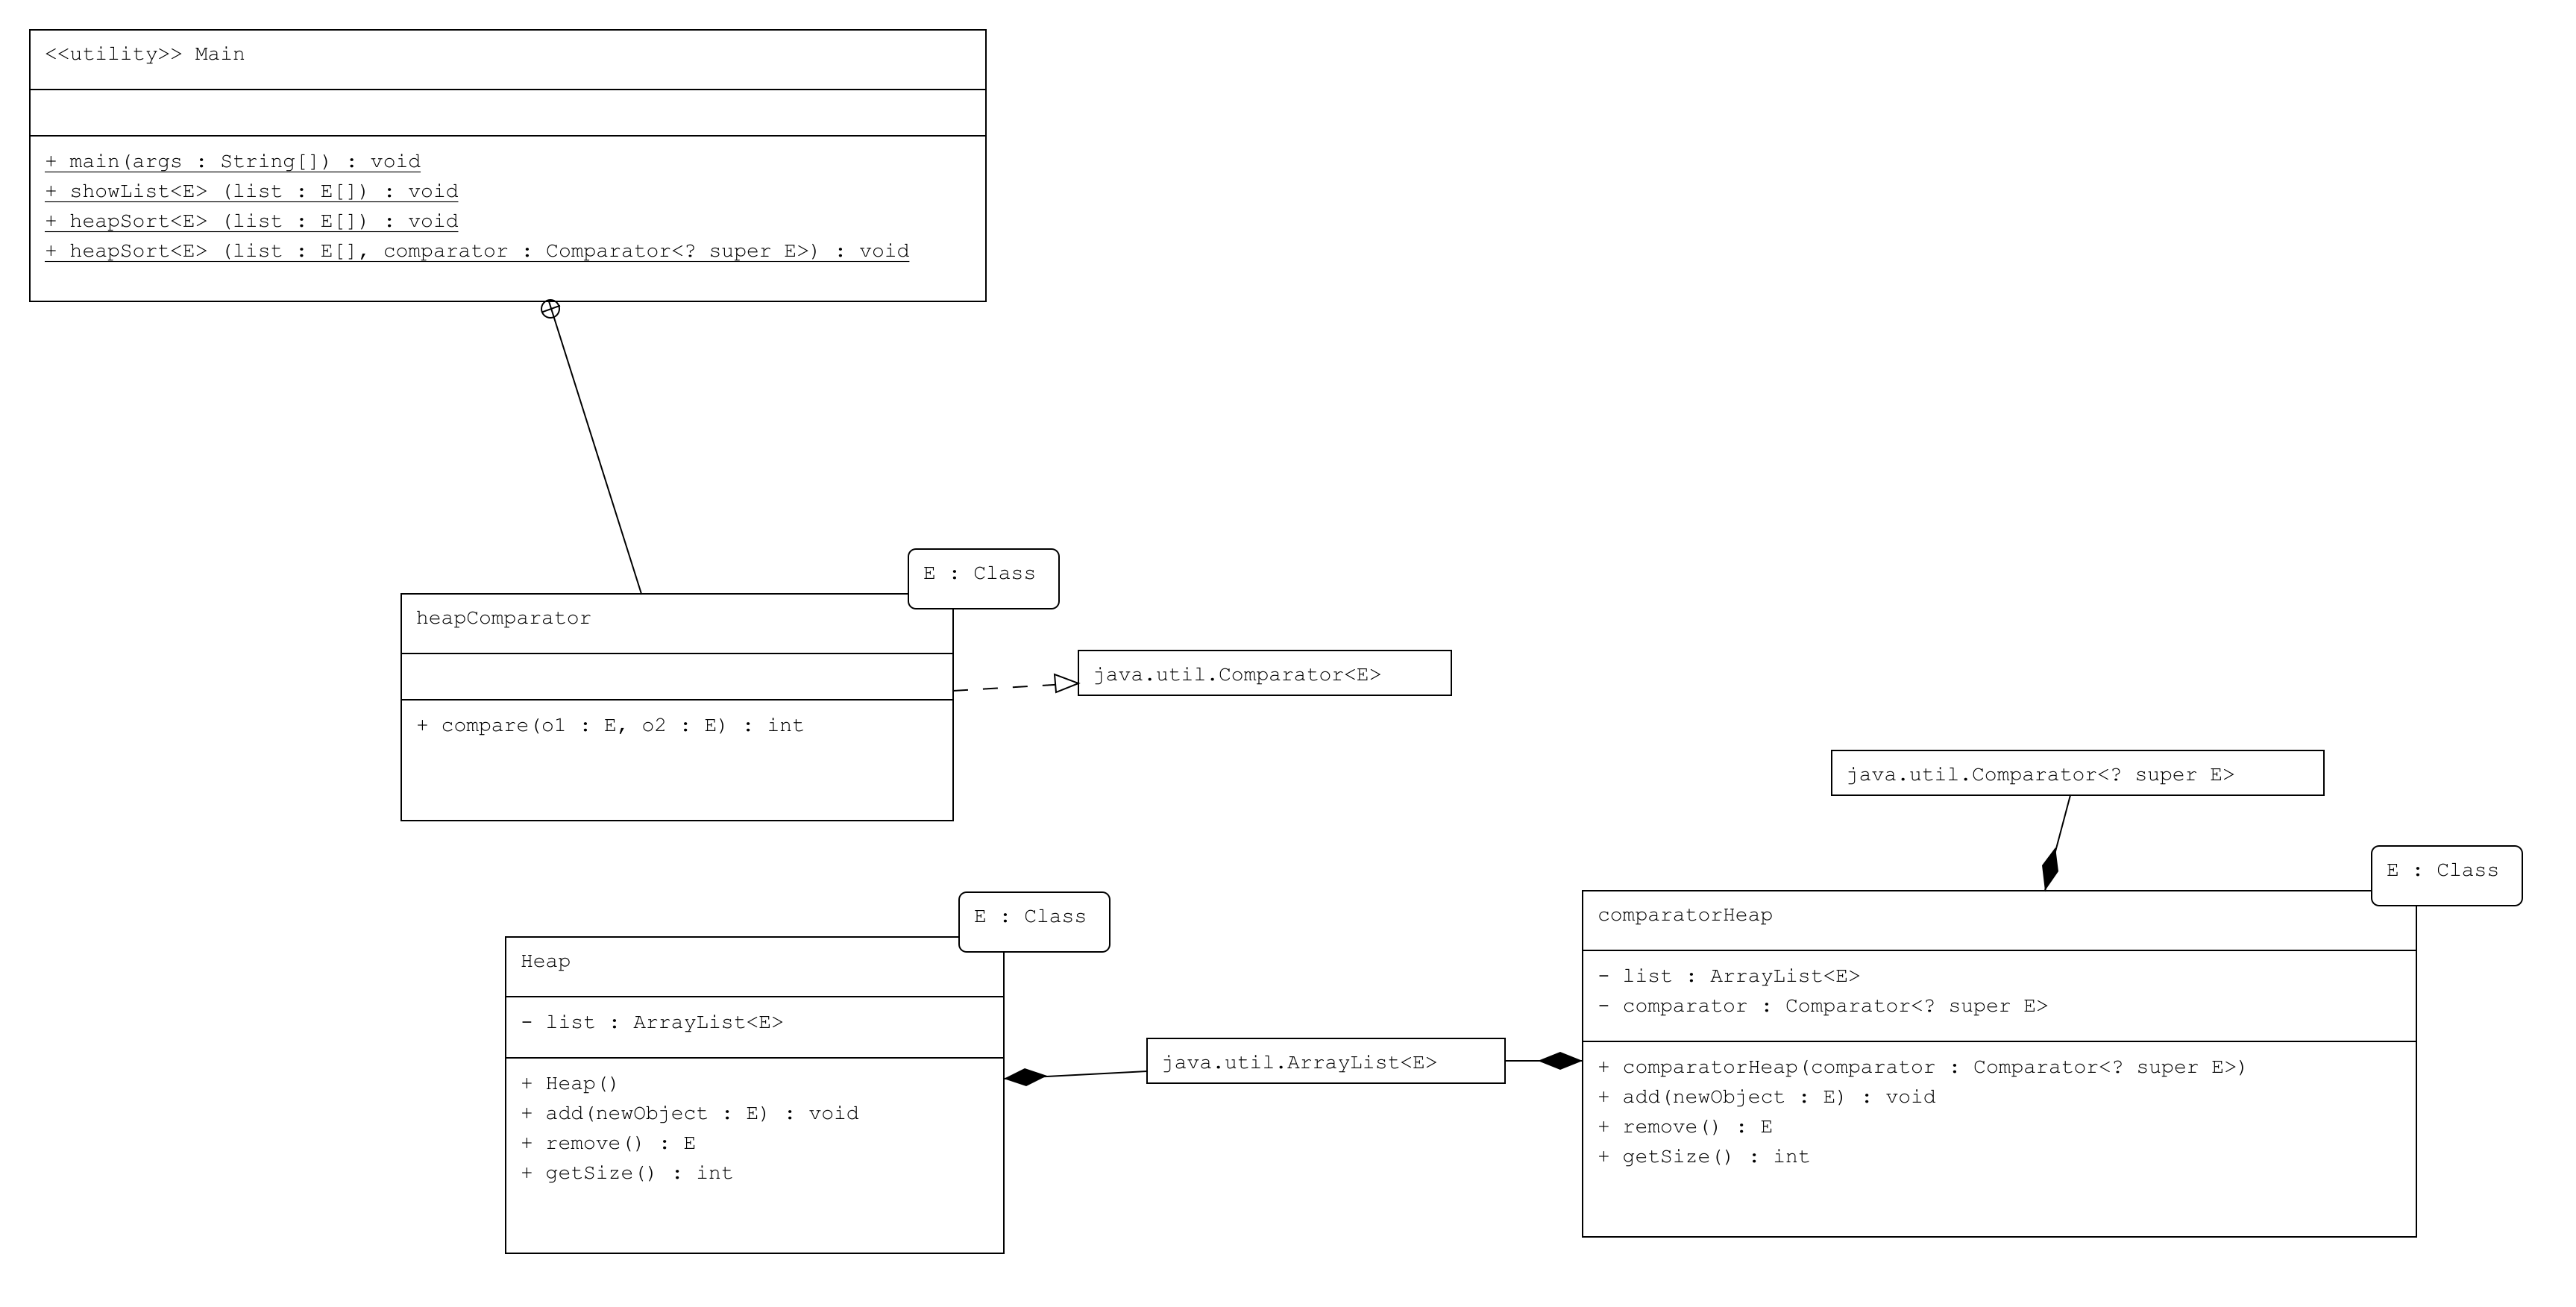 <<utility>> Main
+ main(args : String[]) : void
+ showList<E> (list : E[]) : void
+ heapSort<E> (list : E[]) : void
+ heapSort<E> (list : E[], comparator : Comparator<? super E>) : void
E : Class
heapComparator
+ compare(o1 : E, o2 : E) : int
java.util.Comparator<E>
java.util.Comparator<? super E>
E : Class
Heap
- list : ArrayList<E>
+ Heap()
+ add(newObject : E) : void
+ remove() : E
+ getSize() : int
java.util.ArrayList<E>
E : Class
comparatorHeap
- list : ArrayList<E>
- comparator : Comparator<? super E>
+ comparatorHeap(comparator : Comparator<? super E>)
+ add(newObject : E) : void
+ remove() : E
+ getSize() : int